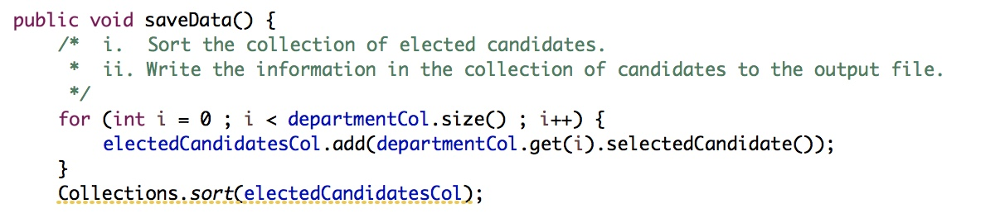 public void saveData() {
/*  i.  Sort the collection of elected candidates.
 *  ii. Write the information in the collection of candidates to the output file.
 */
for (int i = 0 ; i < departmentCol.size() ; i++) {
electedCandidatesCol.add(departmentCol.get(i).selectedCandidate());
}
Collections.sort(electedCandidatesCol);